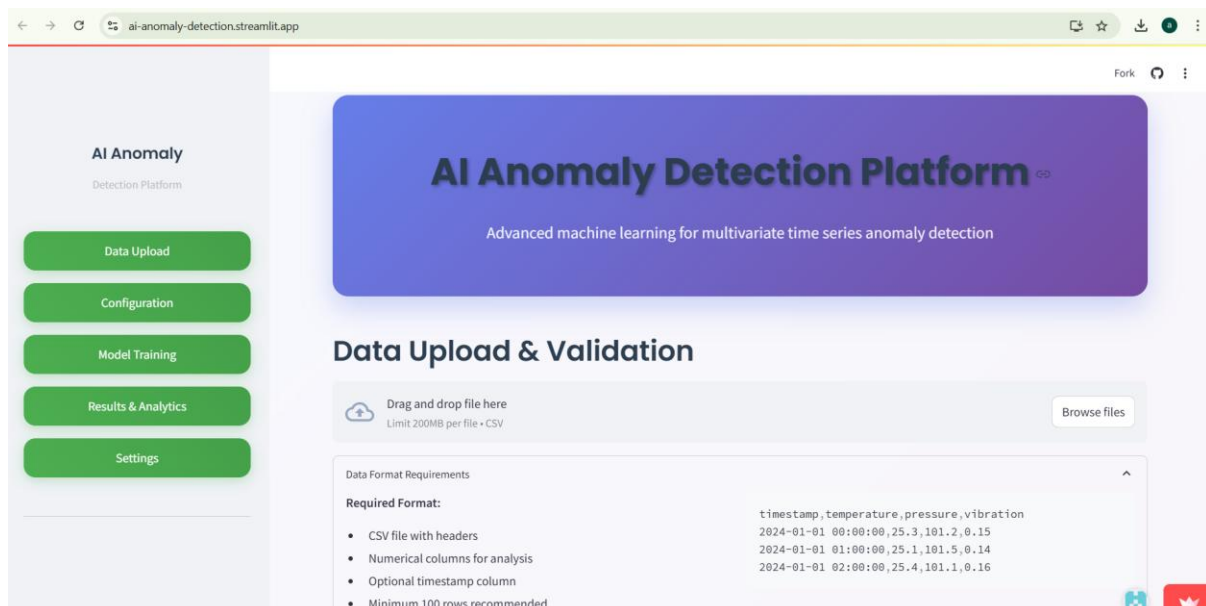 ai-anomaly-detection.streamlit.app
a
Fork
AI Anomaly
Detection Platform
Data Upload
Configuration
Model Training
Results & Analytics
Settings
AI Anomaly Detection Platform
Advanced machine learning for multivariate time series anomaly detection
Data Upload & Validation
Drag and drop file here
Limit 200MB per file • CSV
Browse files
Data Format Requirements
Required Format:
• CSV file with headers
• Numerical columns for analysis
• Optional timestamp column
• Minimum 100 rows recommended
timestamp,temperature,pressure,vibration
2024-01-01 00:00:00,25.3,101.2,0.15
2024-01-01 01:00:00,25.1,101.5,0.14
2024-01-01 02:00:00,25.4,101.1,0.16